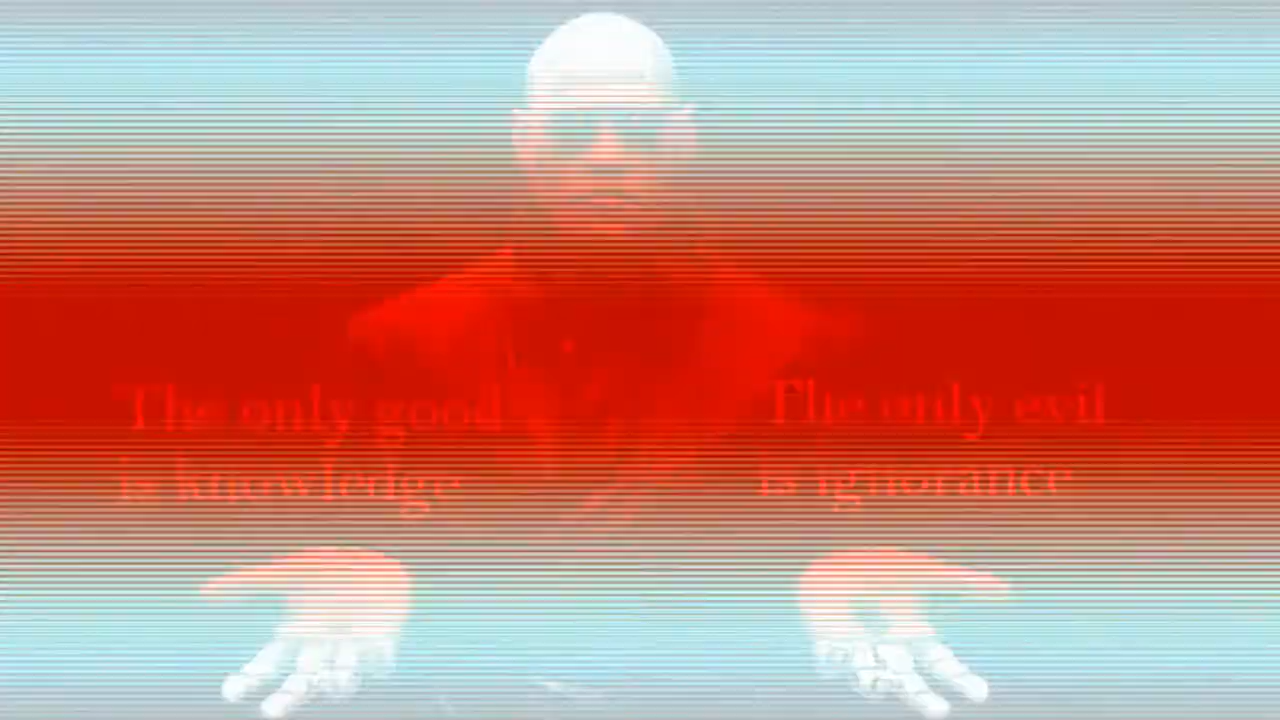 The only good
is knowledge
The only evil
is ignorance